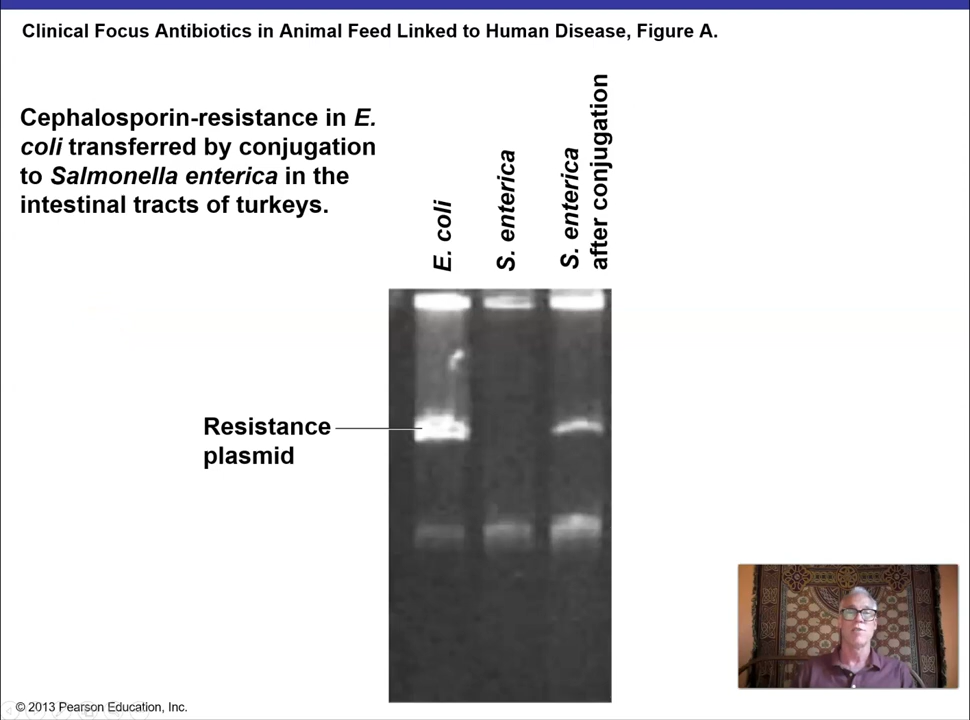 Clinical Focus Antibiotics in Animal Feed Linked to Human Disease, Figure A.
Cephalosporin-resistance in E.
coli transferred by conjugation
to Salmonella enterica in the
intestinal tracts of turkeys.
E. coli
S. enterica
S. enterica
after conjugation
Resistance
plasmid
© 2013 Pearson Education, Inc.